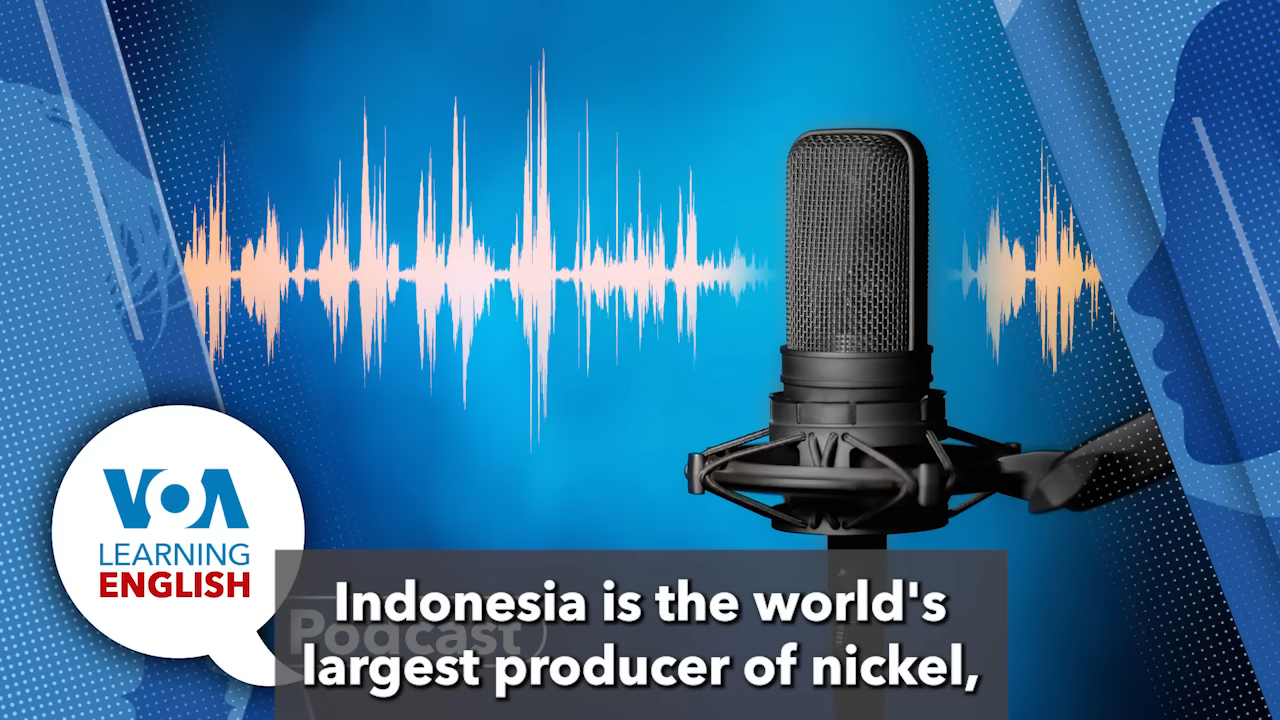 VOA
LEARNING
ENGLISH
Podcast
Indonesia is the world's
largest producer of nickel,